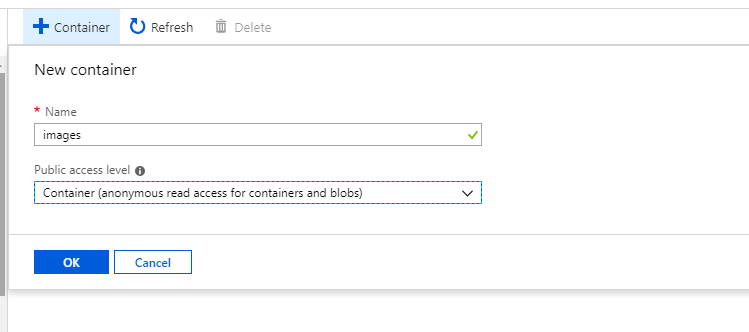 Container Refresh Delete
New container
* Name
images
Public access level
Container (anonymous read access for containers and blobs)
OK Cancel